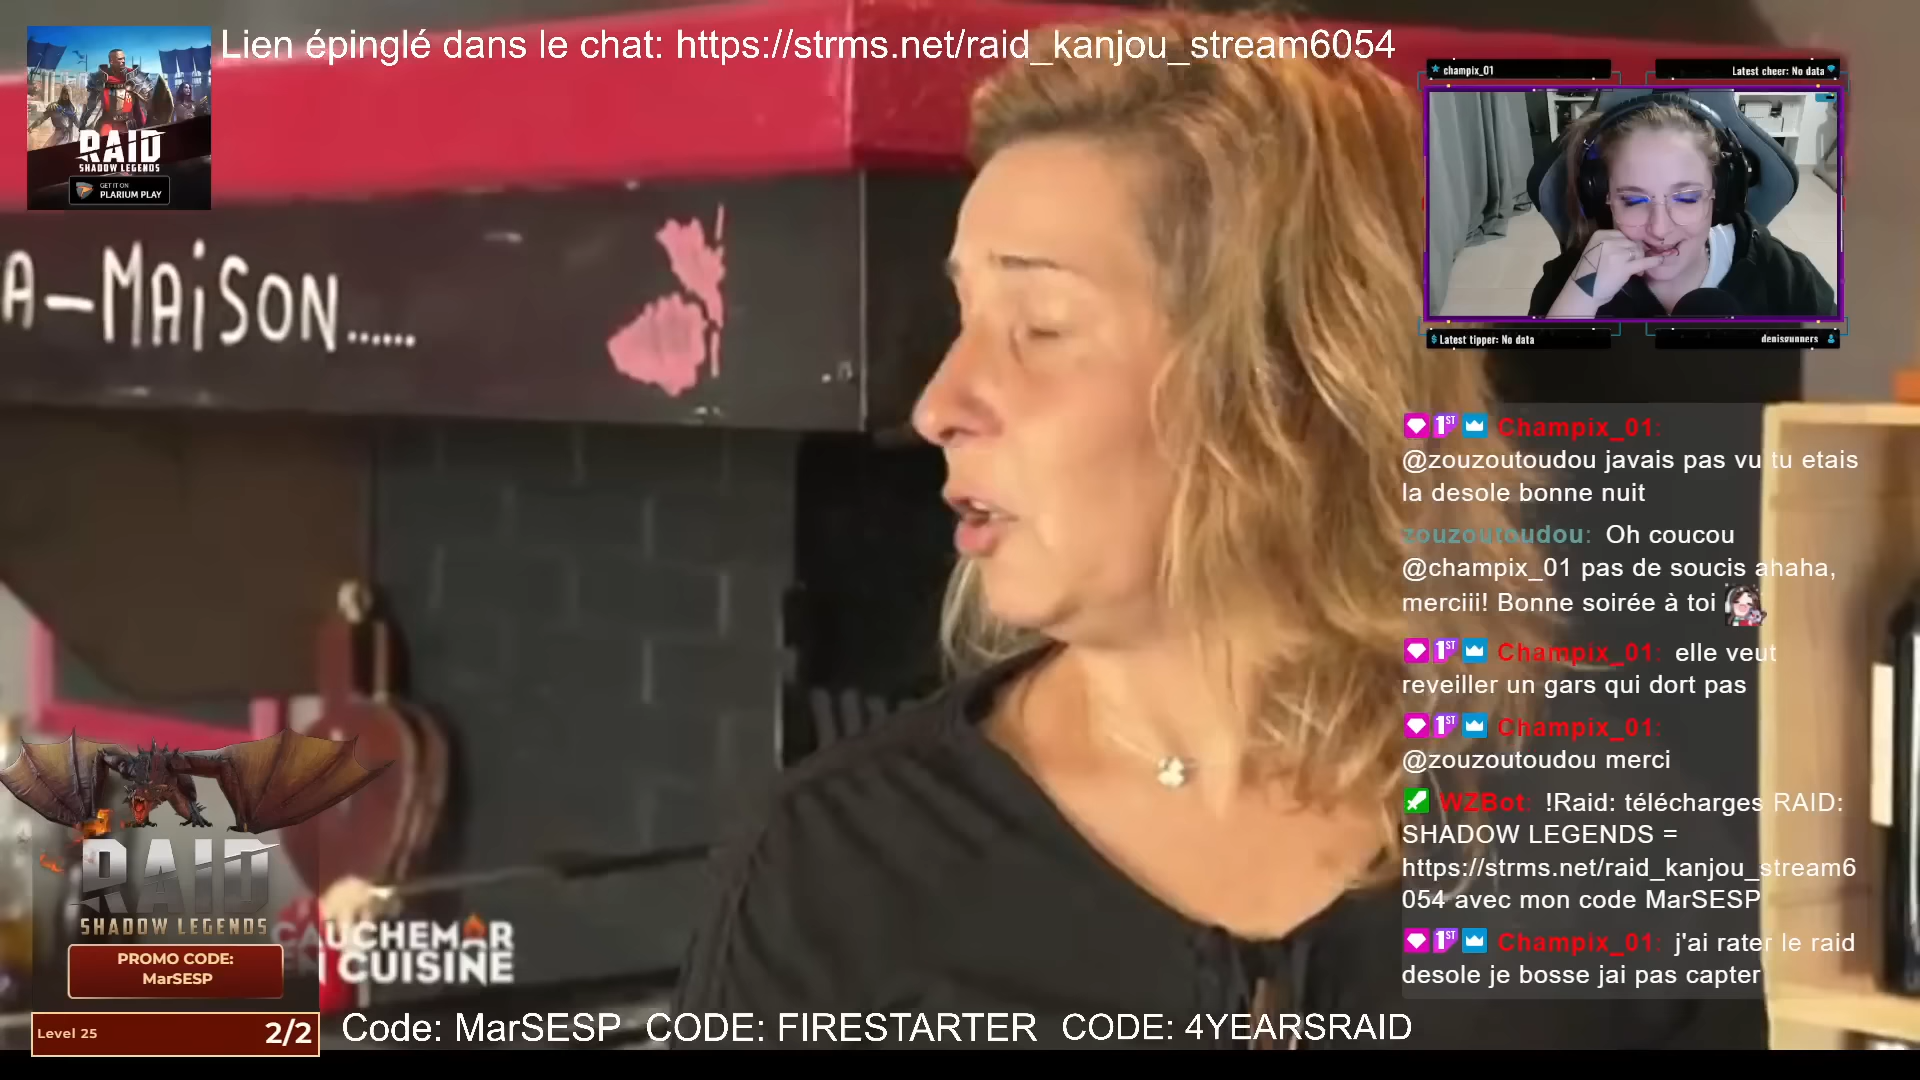 Lien épinglé dans le chat: https://strms.net/raid_kanjou_stream6054
RAID
SHADOW LEGENDS
GET IT ON
PLARIUM PLAY
champix_01
Latest cheer: No data
Latest tipper: No data
denisgunners
A-MAiSON......
Champix_01:
@zouzoutoudou javais pas vu tu etais
la desole bonne nuit
zouzoutoudou: Oh coucou
@champix_01 pas de soucis ahaha,
merciii! Bonne soirée à toi
Champix_01: elle veut
reveiller un gars qui dort pas
Champix_01:
@zouzoutoudou merci
WZBot: !Raid: télécharges RAID:
SHADOW LEGENDS =
https://strms.net/raid_kanjou_stream6
054 avec mon code MarSESP
Champix_01: j'ai rater le raid
desole je bosse jai pas capter
RAID
SHADOW LEGENDS
PROMO CODE:
MarSESP
Level 25
2/2
CAUCHEMAR
EN CUISINE
Code: MarSESP CODE: FIRESTARTER CODE: 4YEARSRAID